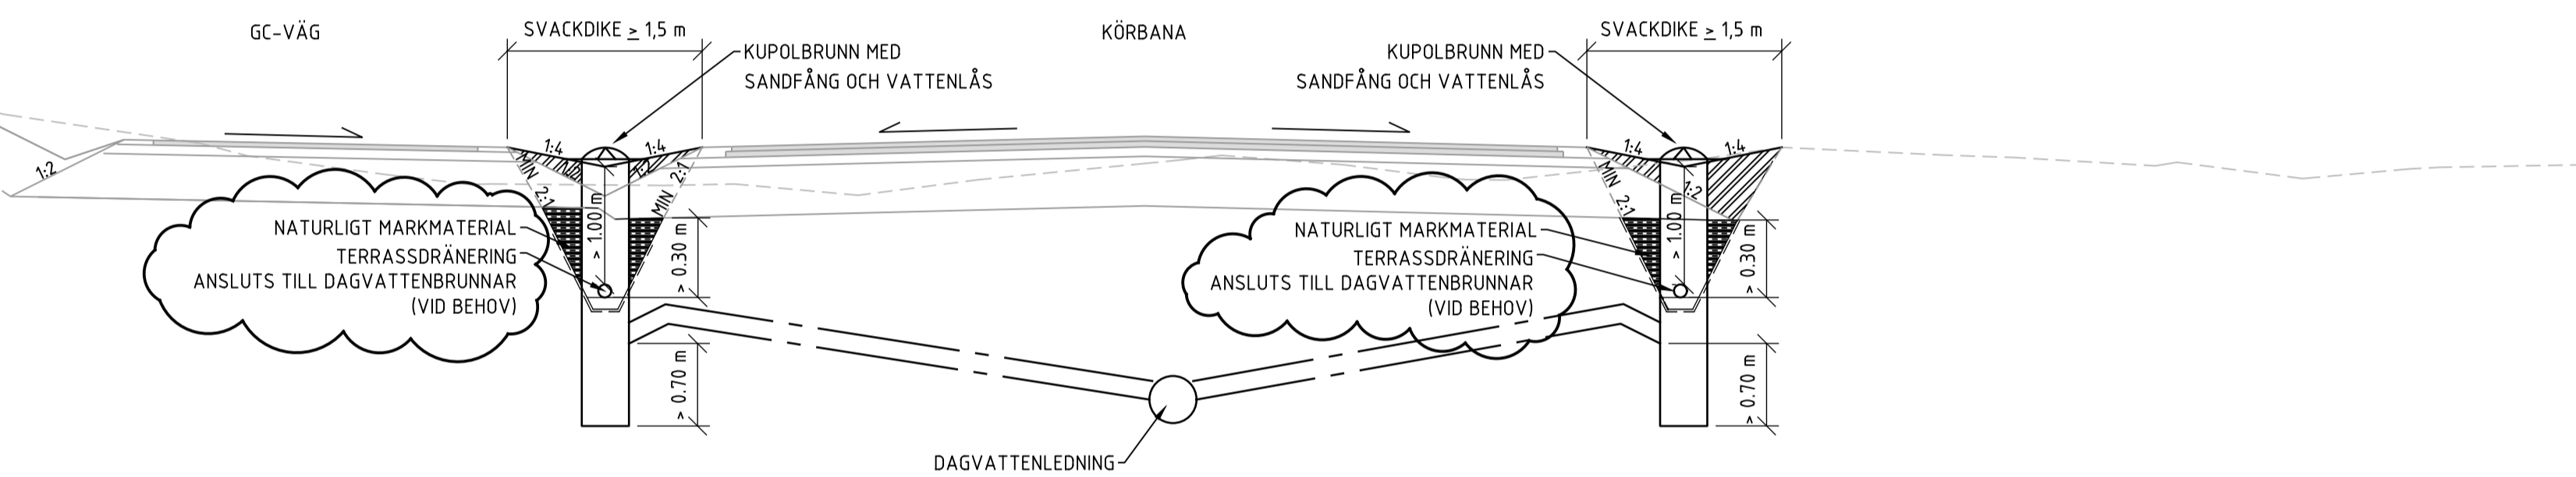 GC-VÄG
SVACKDIKE ≥ 1,5 m
KÖRBANA
SVACKDIKE ≥ 1,5 m
KUPOLBRUNN MED
SANDFÅNG OCH VATTENLÅS
KUPOLBRUNN MED
SANDFÅNG OCH VATTENLÅS
1:2
1:4
1:4
1:2
1:2
MIN 2:1
MIN 2:1
NATURLIGT MARKMATERIAL
TERRASSDRÄNERING
ANSLUTS TILL DAGVATTENBRUNNAR
(VID BEHOV)
> 1.00 m
> 0.30 m
> 0.70 m
1:4
1:4
1:2
MIN 2:1
NATURLIGT MARKMATERIAL
TERRASSDRÄNERING
ANSLUTS TILL DAGVATTENBRUNNAR
(VID BEHOV)
> 1.00 m
> 0.30 m
> 0.70 m
DAGVATTENLEDNING